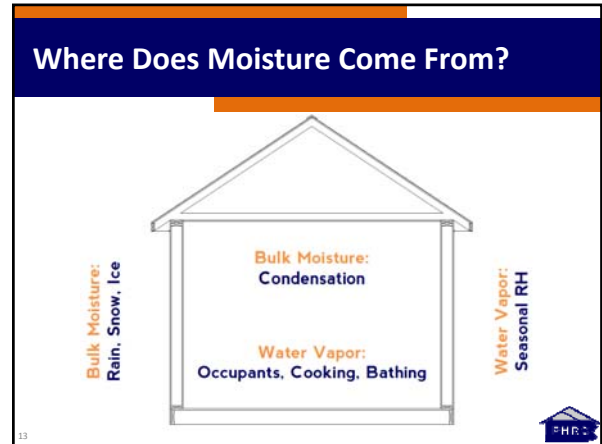 Where Does Moisture Come From?
Bulk Moisture:
Rain, Snow, Ice
Bulk Moisture:
Condensation
Water Vapor:
Occupants, Cooking, Bathing
Water Vapor:
Seasonal RH
13
PHRC